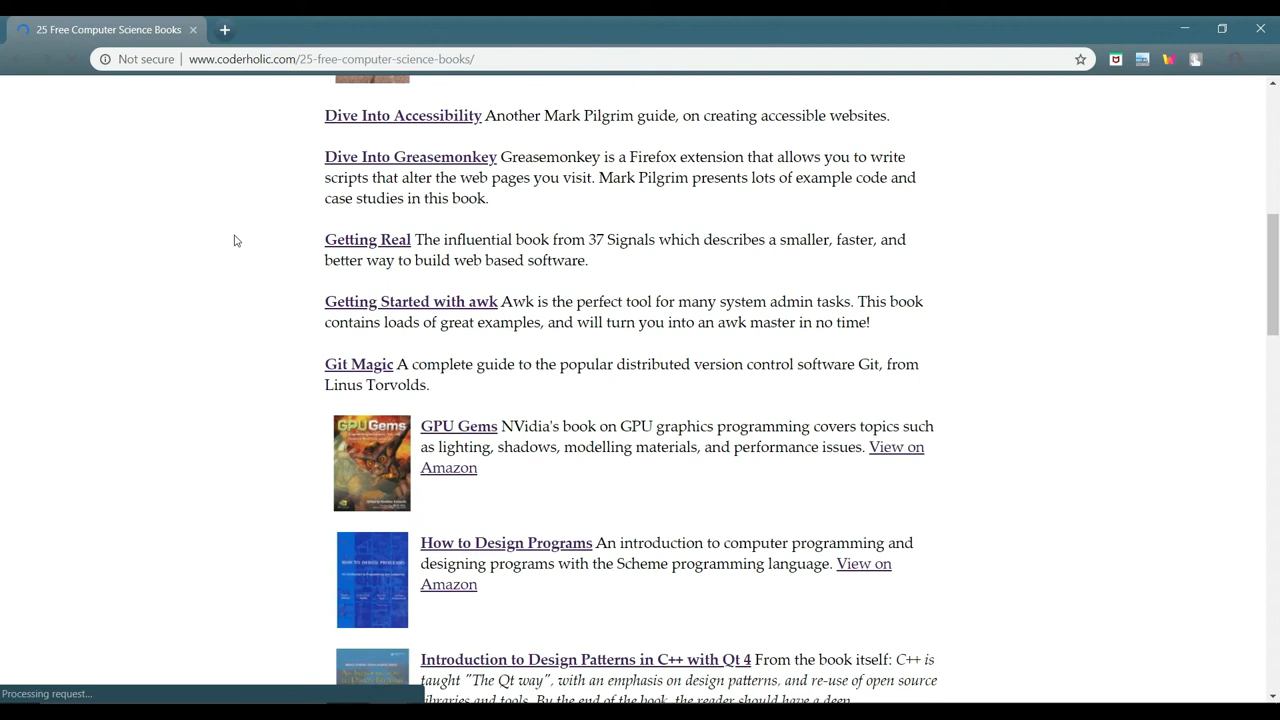 25 Free Computer Science Books
Not secure
www.coderholic.com/25-free-computer-science-books/
Dive Into Accessibility Another Mark Pilgrim guide, on creating accessible websites.
Dive Into Greasemonkey Greasemonkey is a Firefox extension that allows you to write
scripts that alter the web pages you visit. Mark Pilgrim presents lots of example code and
case studies in this book.
Getting Real The influential book from 37 Signals which describes a smaller, faster, and
better way to build web based software.
Getting Started with awk Awk is the perfect tool for many system admin tasks. This book
contains loads of great examples, and will turn you into an awk master in no time!
Git Magic A complete guide to the popular distributed version control software Git, from
Linus Torvolds.
GPU Gems
GPU Gems NVidia's book on GPU graphics programming covers topics such
as lighting, shadows, modelling materials, and performance issues. View on
Amazon
HOW TO DESIGN PROGRAMS
How to Design Programs An introduction to computer programming and
designing programs with the Scheme programming language. View on
Amazon
Introduction to Design Patterns in C++ with Qt 4 From the book itself: C++ is
taught "The Qt way", with an emphasis on design patterns, and re-use of open source
libraries and tools. By the end of the book, the reader should have a deep
Processing request...